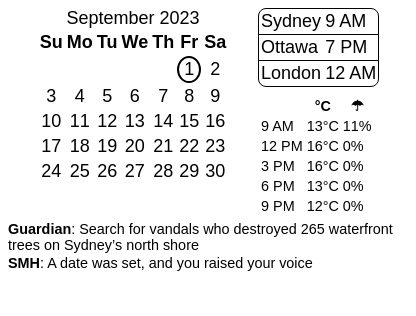 September 2023
Su Mo Tu We Th Fr Sa
1 2
3 4 5 6 7 8 9
10 11 12 13 14 15 16
17 18 19 20 21 22 23
24 25 26 27 28 29 30
Sydney 9 AM
Ottawa 7 PM
London 12 AM
°C ☂
9 AM 13°C 11%
12 PM 16°C 0%
3 PM 16°C 0%
6 PM 13°C 0%
9 PM 12°C 0%
Guardian: Search for vandals who destroyed 265 waterfront
trees on Sydney’s north shore
SMH: A date was set, and you raised your voice